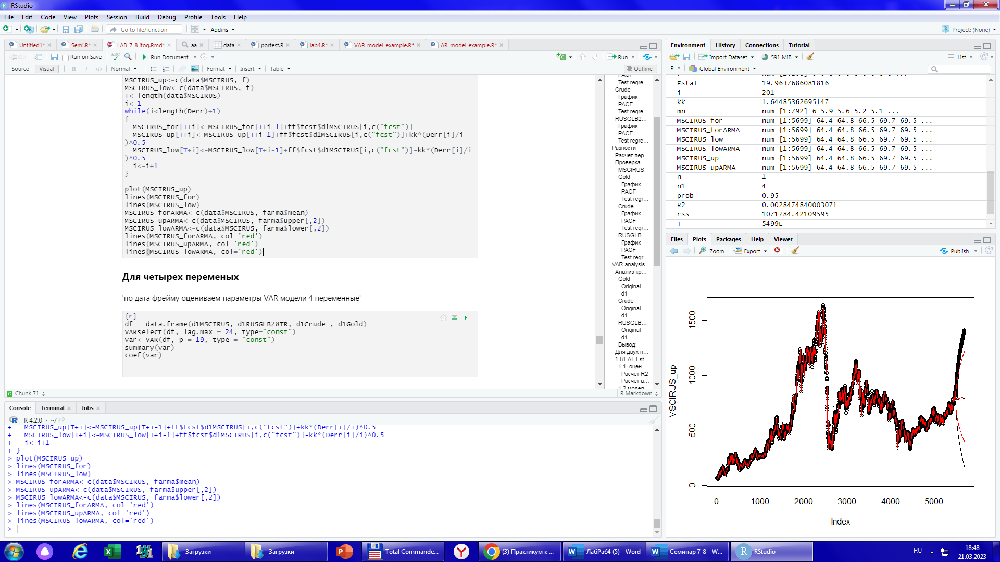 RStudio
File Edit Code View Plots Session Build Debug Profile Tools Help
Go to file/function
Addins
Project: (None)
Untitled1*
Semi.R*
LAB_7-8 itog.Rmd*
aa
data
portest.R
lab4.R*
VAR_model_example.R*
AR_model_example.R*
Run on Save
ABC
Run Document
Run
Source Visual B I </> Normal Format Insert Table Outline
MSCIRUS_up<-c(data$MSCIRUS, f)
MSCIRUS_low<-c(data$MSCIRUS, f)
T<-length(data$MSCIRUS)
i<-1
while(i<length(Derr)+1)
{
MSCIRUS_for[T+i]<-MSCIRUS_for[T+i-1]+ff$fcst$d1MSCIRUS[i,c("fcst")]
MSCIRUS_up[T+i]<-MSCIRUS_up[T+i-1]+ff$fcst$d1MSCIRUS[i,c("fcst")]+kk*(Derr[i]/i
)^0.5
MSCIRUS_low[T+i]<-MSCIRUS_low[T+i-1]+ff$fcst$d1MSCIRUS[i,c("fcst")]-kk*(Derr[i]/i
)^0.5
i<-i+1
}
plot(MSCIRUS_up)
lines(MSCIRUS_for)
lines(MSCIRUS_low)
MSCIRUS_forARMA<-c(data$MSCIRUS, farma$mean)
MSCIRUS_upARMA<-c(data$MSCIRUS, farma$upper[,2])
MSCIRUS_lowARMA<-c(data$MSCIRUS, farma$lower[,2])
lines(MSCIRUS_forARMA, col='red')
lines(MSCIRUS_upARMA, col='red')
lines(MSCIRUS_lowARMA, col='red')
Для четырех переменых
'по дата фрейму оцениваем параметры VAR модели 4 переменные'
{r}
df = data.frame(d1MSCIRUS, d1RUSGLB28TR, d1Crude , d1Gold)
VARselect(df, lag.max = 24, type="const")
var<-VAR(df, p = 19, type = "const")
summary(var)
coef(var)
PACF
Test regre...
Crude
График
PACF
Test regre...
RUSGLB2...
График
PACF
Test regre...
Разности
Расчет пер...
Проверка ...
MSCIRUS
Gold
График
PACF
Test regr...
Crude
График
PACF
Test regr...
RUSGLB...
График
PACF
Test regr...
VAR analysis
Анализ кр...
Gold
Original
d1
Crude
Original
d1
RUSGLB...
Original
d1
Вывод:
Для двух п...
1.REAL Fst...
1.1. оцен...
Расчет R2
Расчет а...
1.2 модел...
Chunk 71
R Markdown
Console Terminal Jobs
R 4.2.0 · ~/
+ MSCIRUS_up[T+i]<-MSCIRUS_up[T+i-1]+ff$fcst$d1MSCIRUS[i,c("fcst")]+kk*(Derr[i]/i)^0.5
+ MSCIRUS_low[T+i]<-MSCIRUS_low[T+i-1]+ff$fcst$d1MSCIRUS[i,c("fcst")]-kk*(Derr[i]/i)^0.5
+ i<-i+1
+ }
> plot(MSCIRUS_up)
> lines(MSCIRUS_for)
> lines(MSCIRUS_low)
> MSCIRUS_forARMA<-c(data$MSCIRUS, farma$mean)
> MSCIRUS_upARMA<-c(data$MSCIRUS, farma$upper[,2])
> MSCIRUS_lowARMA<-c(data$MSCIRUS, farma$lower[,2])
> lines(MSCIRUS_forARMA, col='red')
> lines(MSCIRUS_upARMA, col='red')
> lines(MSCIRUS_lowARMA, col='red')
>
Environment History Connections Tutorial
Import Dataset 591 MiB List
R Global Environment
Fstat 19.9637686081816
i 201
kk 1.64485362695147
mn num [1:792] 6 5.9 5.6 5.2 5.1 ...
MSCIRUS_for num [1:5699] 64.4 64.8 66.5 69.7 69.5 ...
MSCIRUS_forARMA num [1:5699] 64.4 64.8 66.5 69.7 69.5 ...
MSCIRUS_low num [1:5699] 64.4 64.8 66.5 69.7 69.5 ...
MSCIRUS_lowARMA num [1:5699] 64.4 64.8 66.5 69.7 69.5 ...
MSCIRUS_up num [1:5699] 64.4 64.8 66.5 69.7 69.5 ...
MSCIRUS_upARMA num [1:5699] 64.4 64.8 66.5 69.7 69.5 ...
n 1
n1 4
prob 0.95
R2 0.0028474840003071
rss 1071784.42109595
T 5499L
Files Plots Packages Help Viewer
Zoom Export Publish
MSCIRUS_up
1500
1000
500
0
0 1000 2000 3000 4000 5000
Index
Загрузки
Загрузки
Total Commande...
(3) Практикум к ...
ЛабРаб4 (5) - Word
Семинар 7-8 - W...
RStudio
RU
18:48
21.03.2023